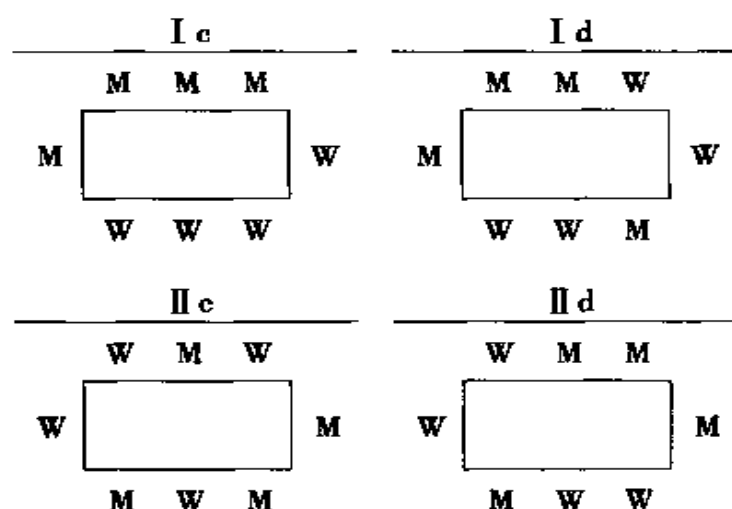 Ⅰ c Ⅰ d
M M M M M W
M W M W
W W W W W M
Ⅱ c Ⅱ d
W M W W M M
W M W M
M W M M W W